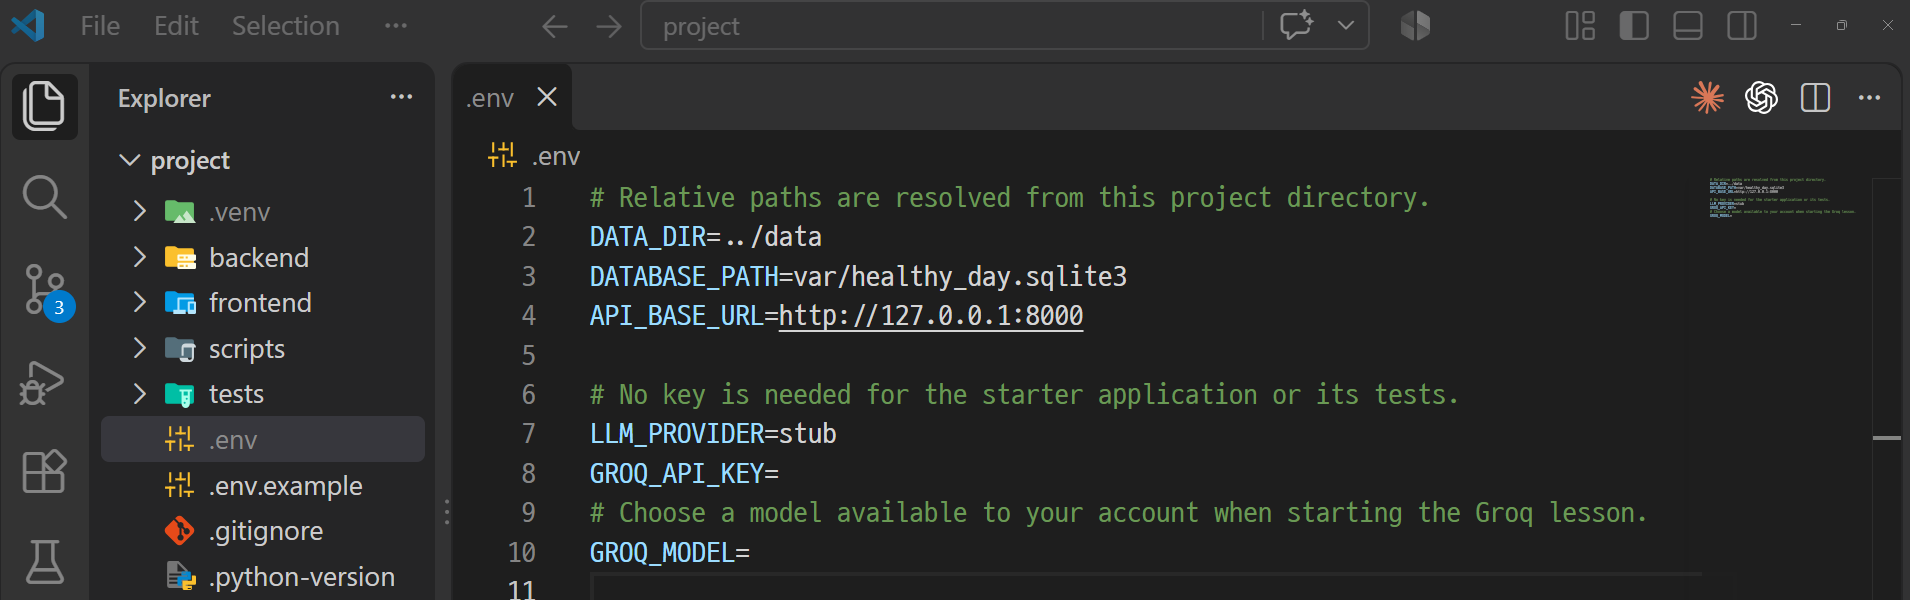 File Edit Selection ···
project
Explorer ···
project
.venv
backend
frontend
scripts
tests
.env
.env.example
.gitignore
.python-version
3
.env
.env
1 # Relative paths are resolved from this project directory.
2 DATA_DIR=../data
3 DATABASE_PATH=var/healthy_day.sqlite3
4 API_BASE_URL=http://127.0.0.1:8000
5
6 # No key is needed for the starter application or its tests.
7 LLM_PROVIDER=stub
8 GROQ_API_KEY=
9 # Choose a model available to your account when starting the Groq lesson.
10 GROQ_MODEL=
11